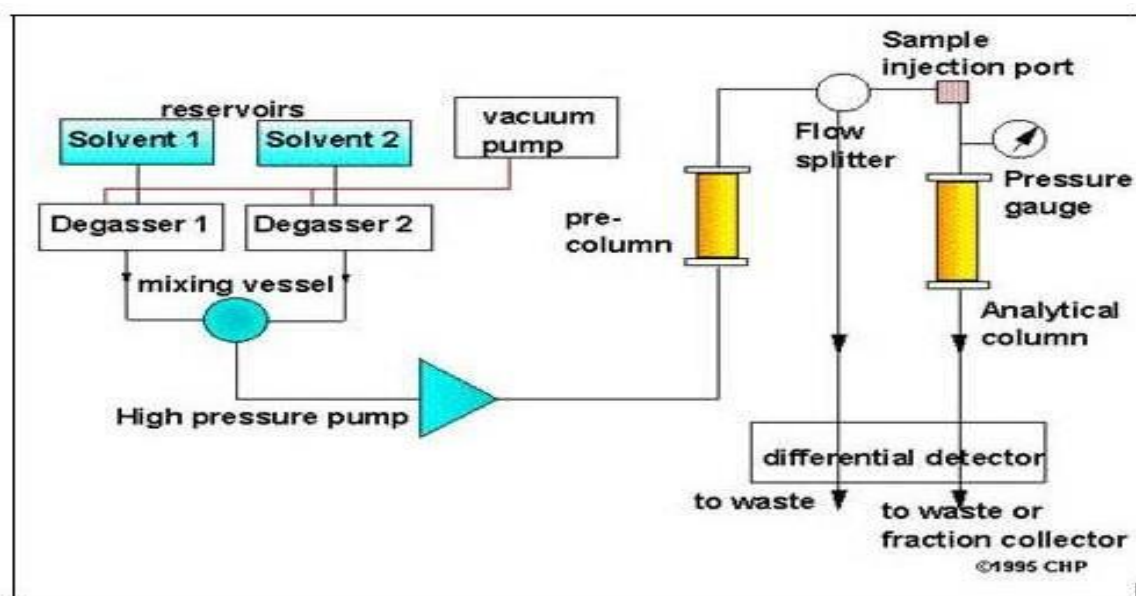 reservoirs
Solvent 1
Solvent 2
vacuum
pump
Degasser 1
Degasser 2
mixing vessel
High pressure pump
pre-
column
Flow
splitter
Sample
injection port
Pressure
gauge
Analytical
column
differential detector
to waste
to waste or
fraction collector
©1995 CHP